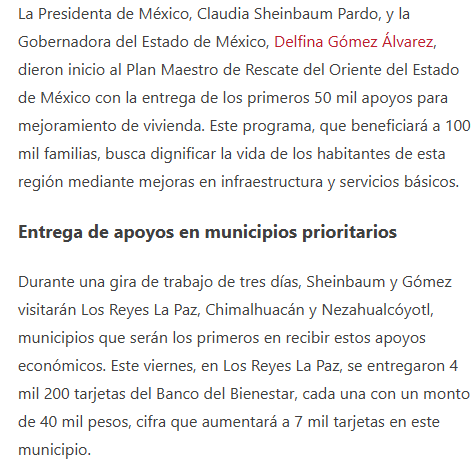 La Presidenta de México, Claudia Sheinbaum Pardo, y la
Gobernadora del Estado de México, Delfina Gómez Álvarez,
dieron inicio al Plan Maestro de Rescate del Oriente del Estado
de México con la entrega de los primeros 50 mil apoyos para
mejoramiento de vivienda. Este programa, que beneficiará a 100
mil familias, busca dignificar la vida de los habitantes de esta
región mediante mejoras en infraestructura y servicios básicos.
Entrega de apoyos en municipios prioritarios
Durante una gira de trabajo de tres días, Sheinbaum y Gómez
visitarán Los Reyes La Paz, Chimalhuacán y Nezahualcóyotl,
municipios que serán los primeros en recibir estos apoyos
económicos. Este viernes, en Los Reyes La Paz, se entregaron 4
mil 200 tarjetas del Banco del Bienestar, cada una con un monto
de 40 mil pesos, cifra que aumentará a 7 mil tarjetas en este
municipio.